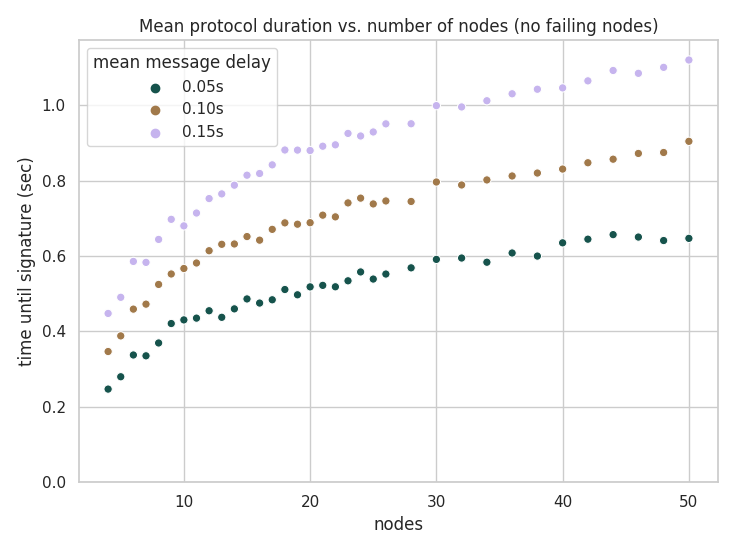 Mean protocol duration vs. number of nodes (no failing nodes)
mean message delay
0.05s
0.10s
0.15s
time until signature (sec)
1.0
0.8
0.6
0.4
0.2
0.0
10 20 30 40 50
nodes